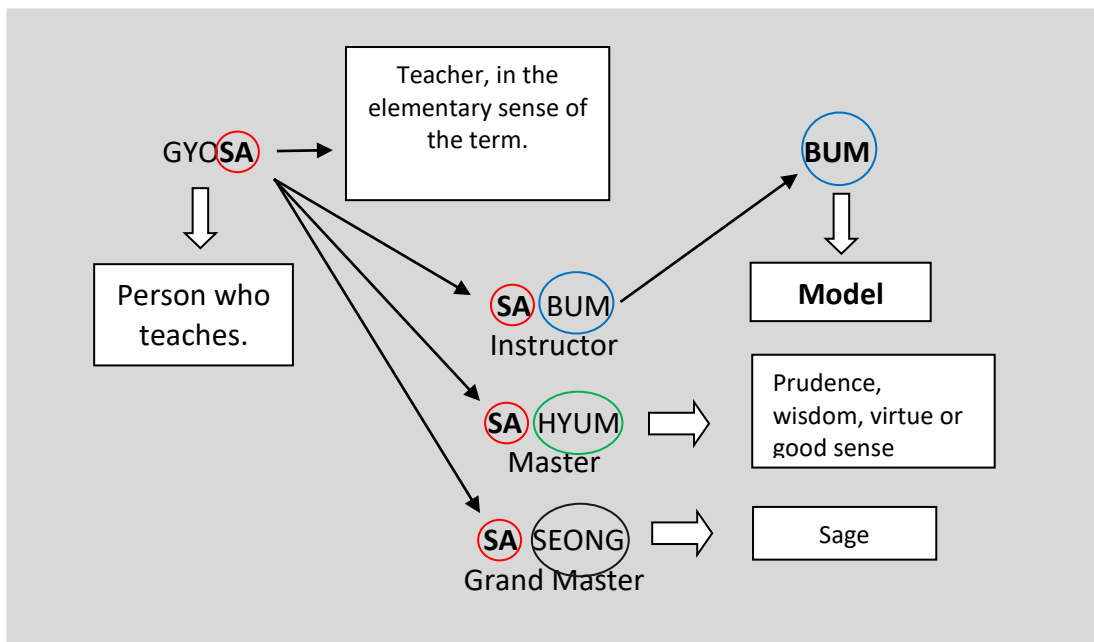 Teacher, in the
elementary sense of
the term.
GYOSA
BUM
Person who
teaches.
Model
SA BUM
Instructor
SA HYUM
Master
Prudence,
wisdom, virtue or
good sense
SA SEONG
Grand Master
Sage